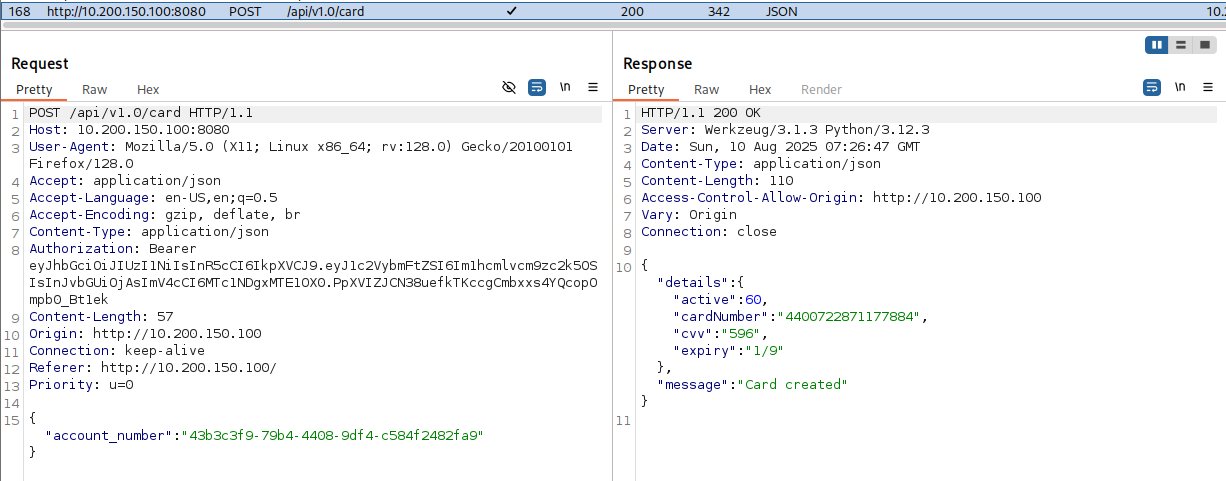 168 http://10.200.150.100:8080 POST /api/v1.0/card ✓ 200 342 JSON 10.2
Request
Pretty Raw Hex
\n
1 POST /api/v1.0/card HTTP/1.1
2 Host: 10.200.150.100:8080
3 User-Agent: Mozilla/5.0 (X11; Linux x86_64; rv:128.0) Gecko/20100101
Firefox/128.0
4 Accept: application/json
5 Accept-Language: en-US,en;q=0.5
6 Accept-Encoding: gzip, deflate, br
7 Content-Type: application/json
8 Authorization: Bearer
eyJhbGciOiJIUzI1NiIsInR5cCI6IkpXVCJ9.eyJ1c2VybmFtZSI6Im1hcmlvcm9zc2k5OS
IsInJvbGUiOjAsImV4cCI6MTc1NDgxMTE1OX0.PpXVIZJCN38uefkTKccgCmbxxs4YQcopO
mpb0_Bt1ek
9 Content-Length: 57
10 Origin: http://10.200.150.100
11 Connection: keep-alive
12 Referer: http://10.200.150.100/
13 Priority: u=0
14
15 {
"account_number":"43b3c3f9-79b4-4408-9df4-c584f2482fa9"
}
Response
Pretty Raw Hex Render
\n
1 HTTP/1.1 200 OK
2 Server: Werkzeug/3.1.3 Python/3.12.3
3 Date: Sun, 10 Aug 2025 07:26:47 GMT
4 Content-Type: application/json
5 Content-Length: 110
6 Access-Control-Allow-Origin: http://10.200.150.100
7 Vary: Origin
8 Connection: close
9
10 {
"details":{
"active":60,
"cardNumber":"4400722871177884",
"cvv":"596",
"expiry":"1/9"
},
"message":"Card created"
}
11